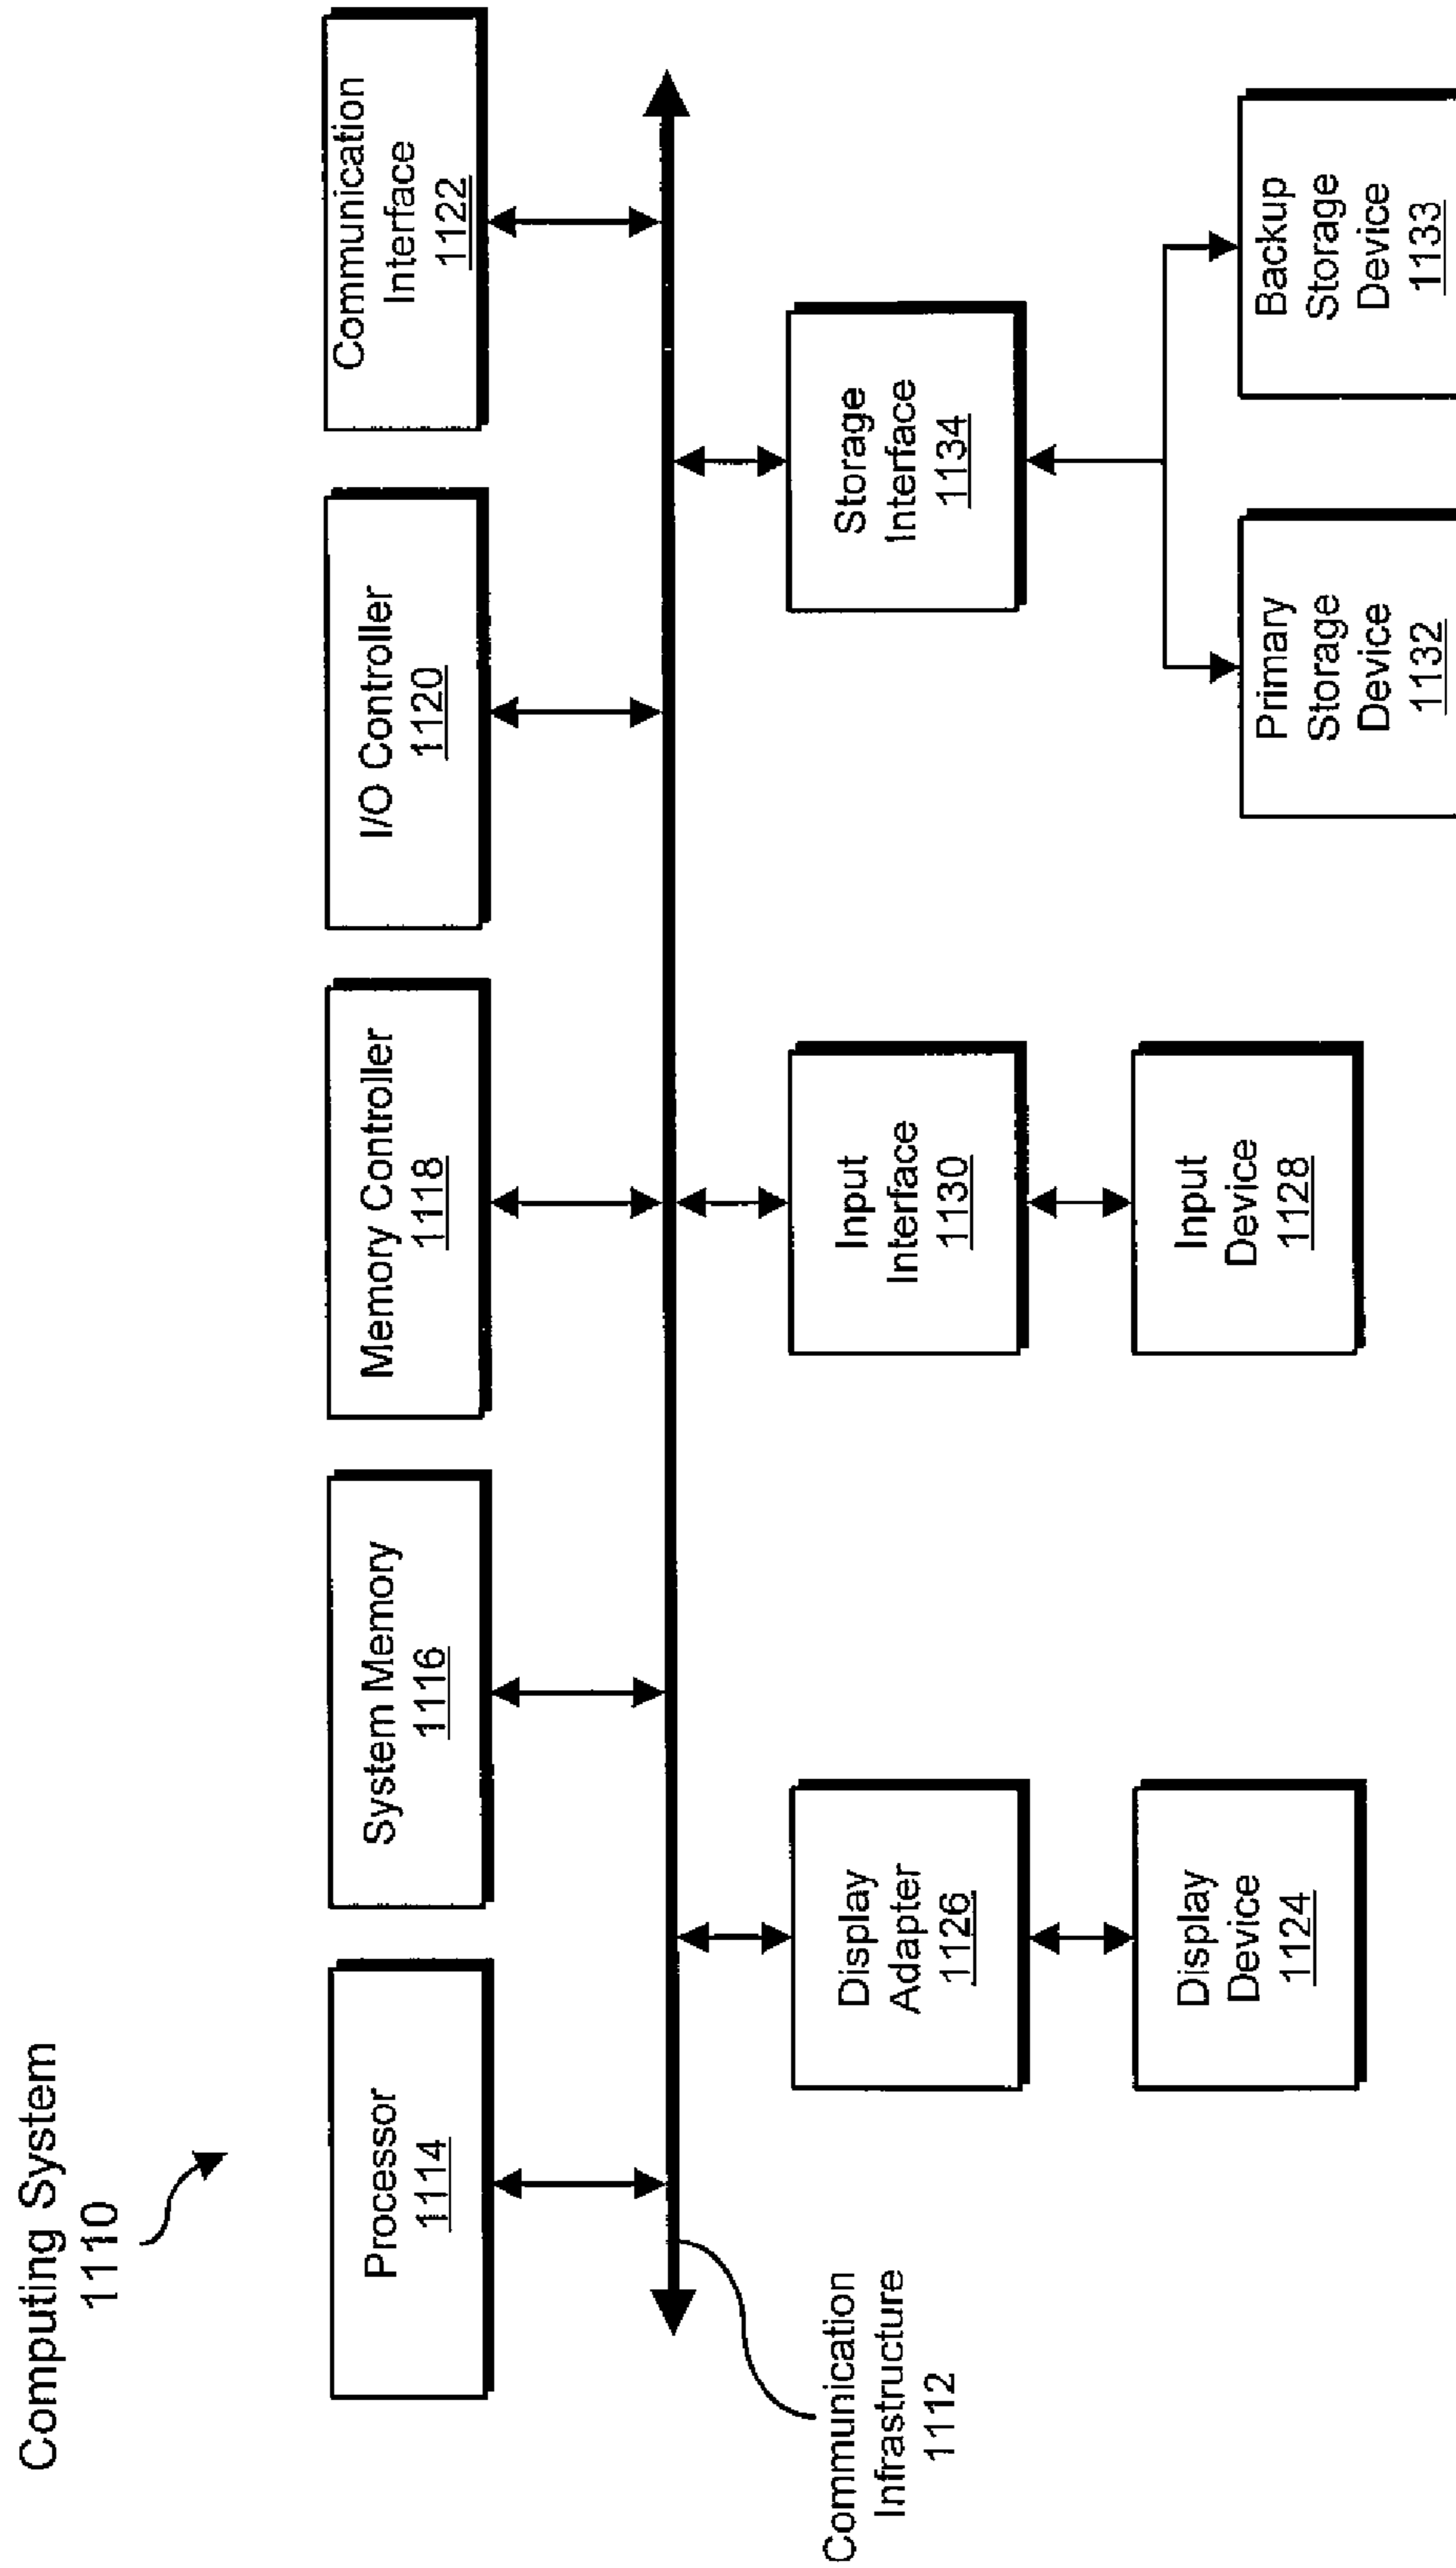 Computing System
1110
Processor
1114
System Memory
1116
Memory Controller
1118
I/O Controller
1120
Communication
Interface
1122
Communication
Infrastructure
1112
Display
Adapter
1126
Input
Interface
1130
Storage
Interface
1134
Display
Device
1124
Input
Device
1128
Primary
Storage
Device
1132
Backup
Storage
Device
1133